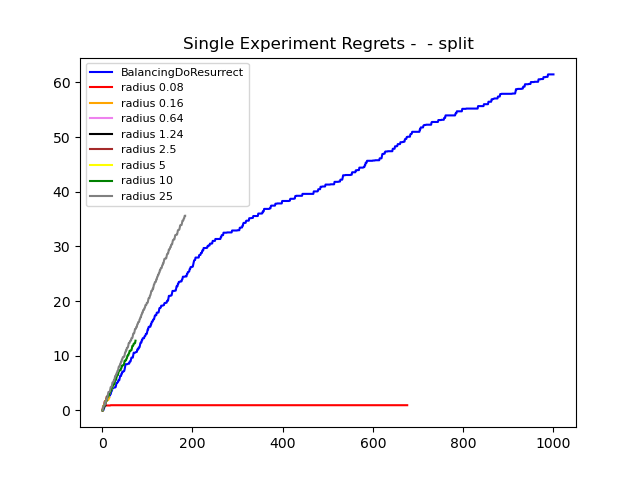 Single Experiment Regrets -  - split
BalancingDoResurrect
radius 0.08
radius 0.16
radius 0.64
radius 1.24
radius 2.5
radius 5
radius 10
radius 25
60
50
40
30
20
10
0
0 200 400 600 800 1000